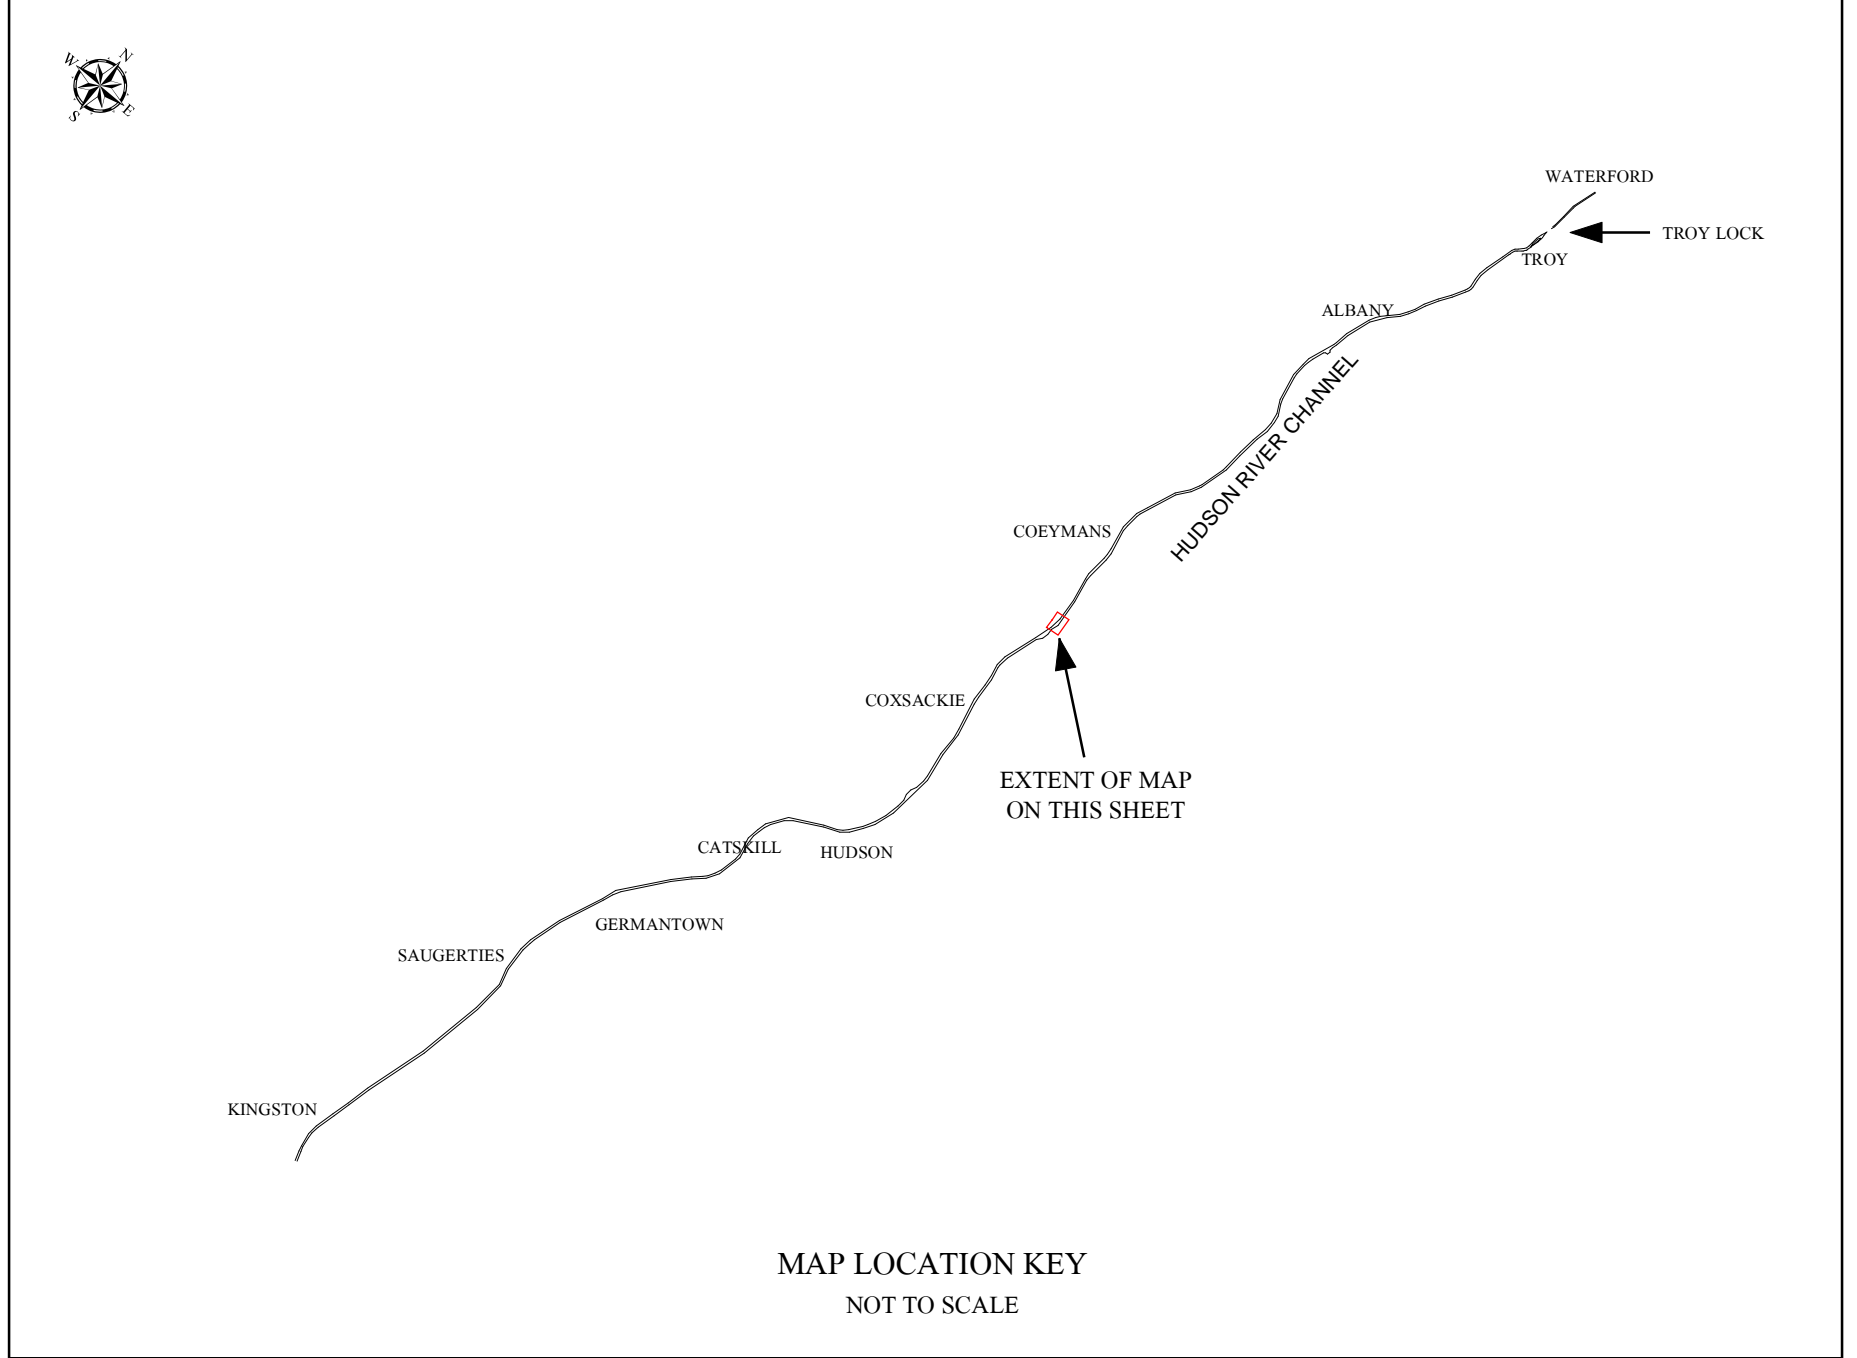 W N
S E
WATERFORD
TROY LOCK
TROY
ALBANY
HUDSON RIVER CHANNEL
COEYMANS
COXSACKIE
EXTENT OF MAP
ON THIS SHEET
CATSKILL
HUDSON
GERMANTOWN
SAUGERTIES
KINGSTON
MAP LOCATION KEY
NOT TO SCALE